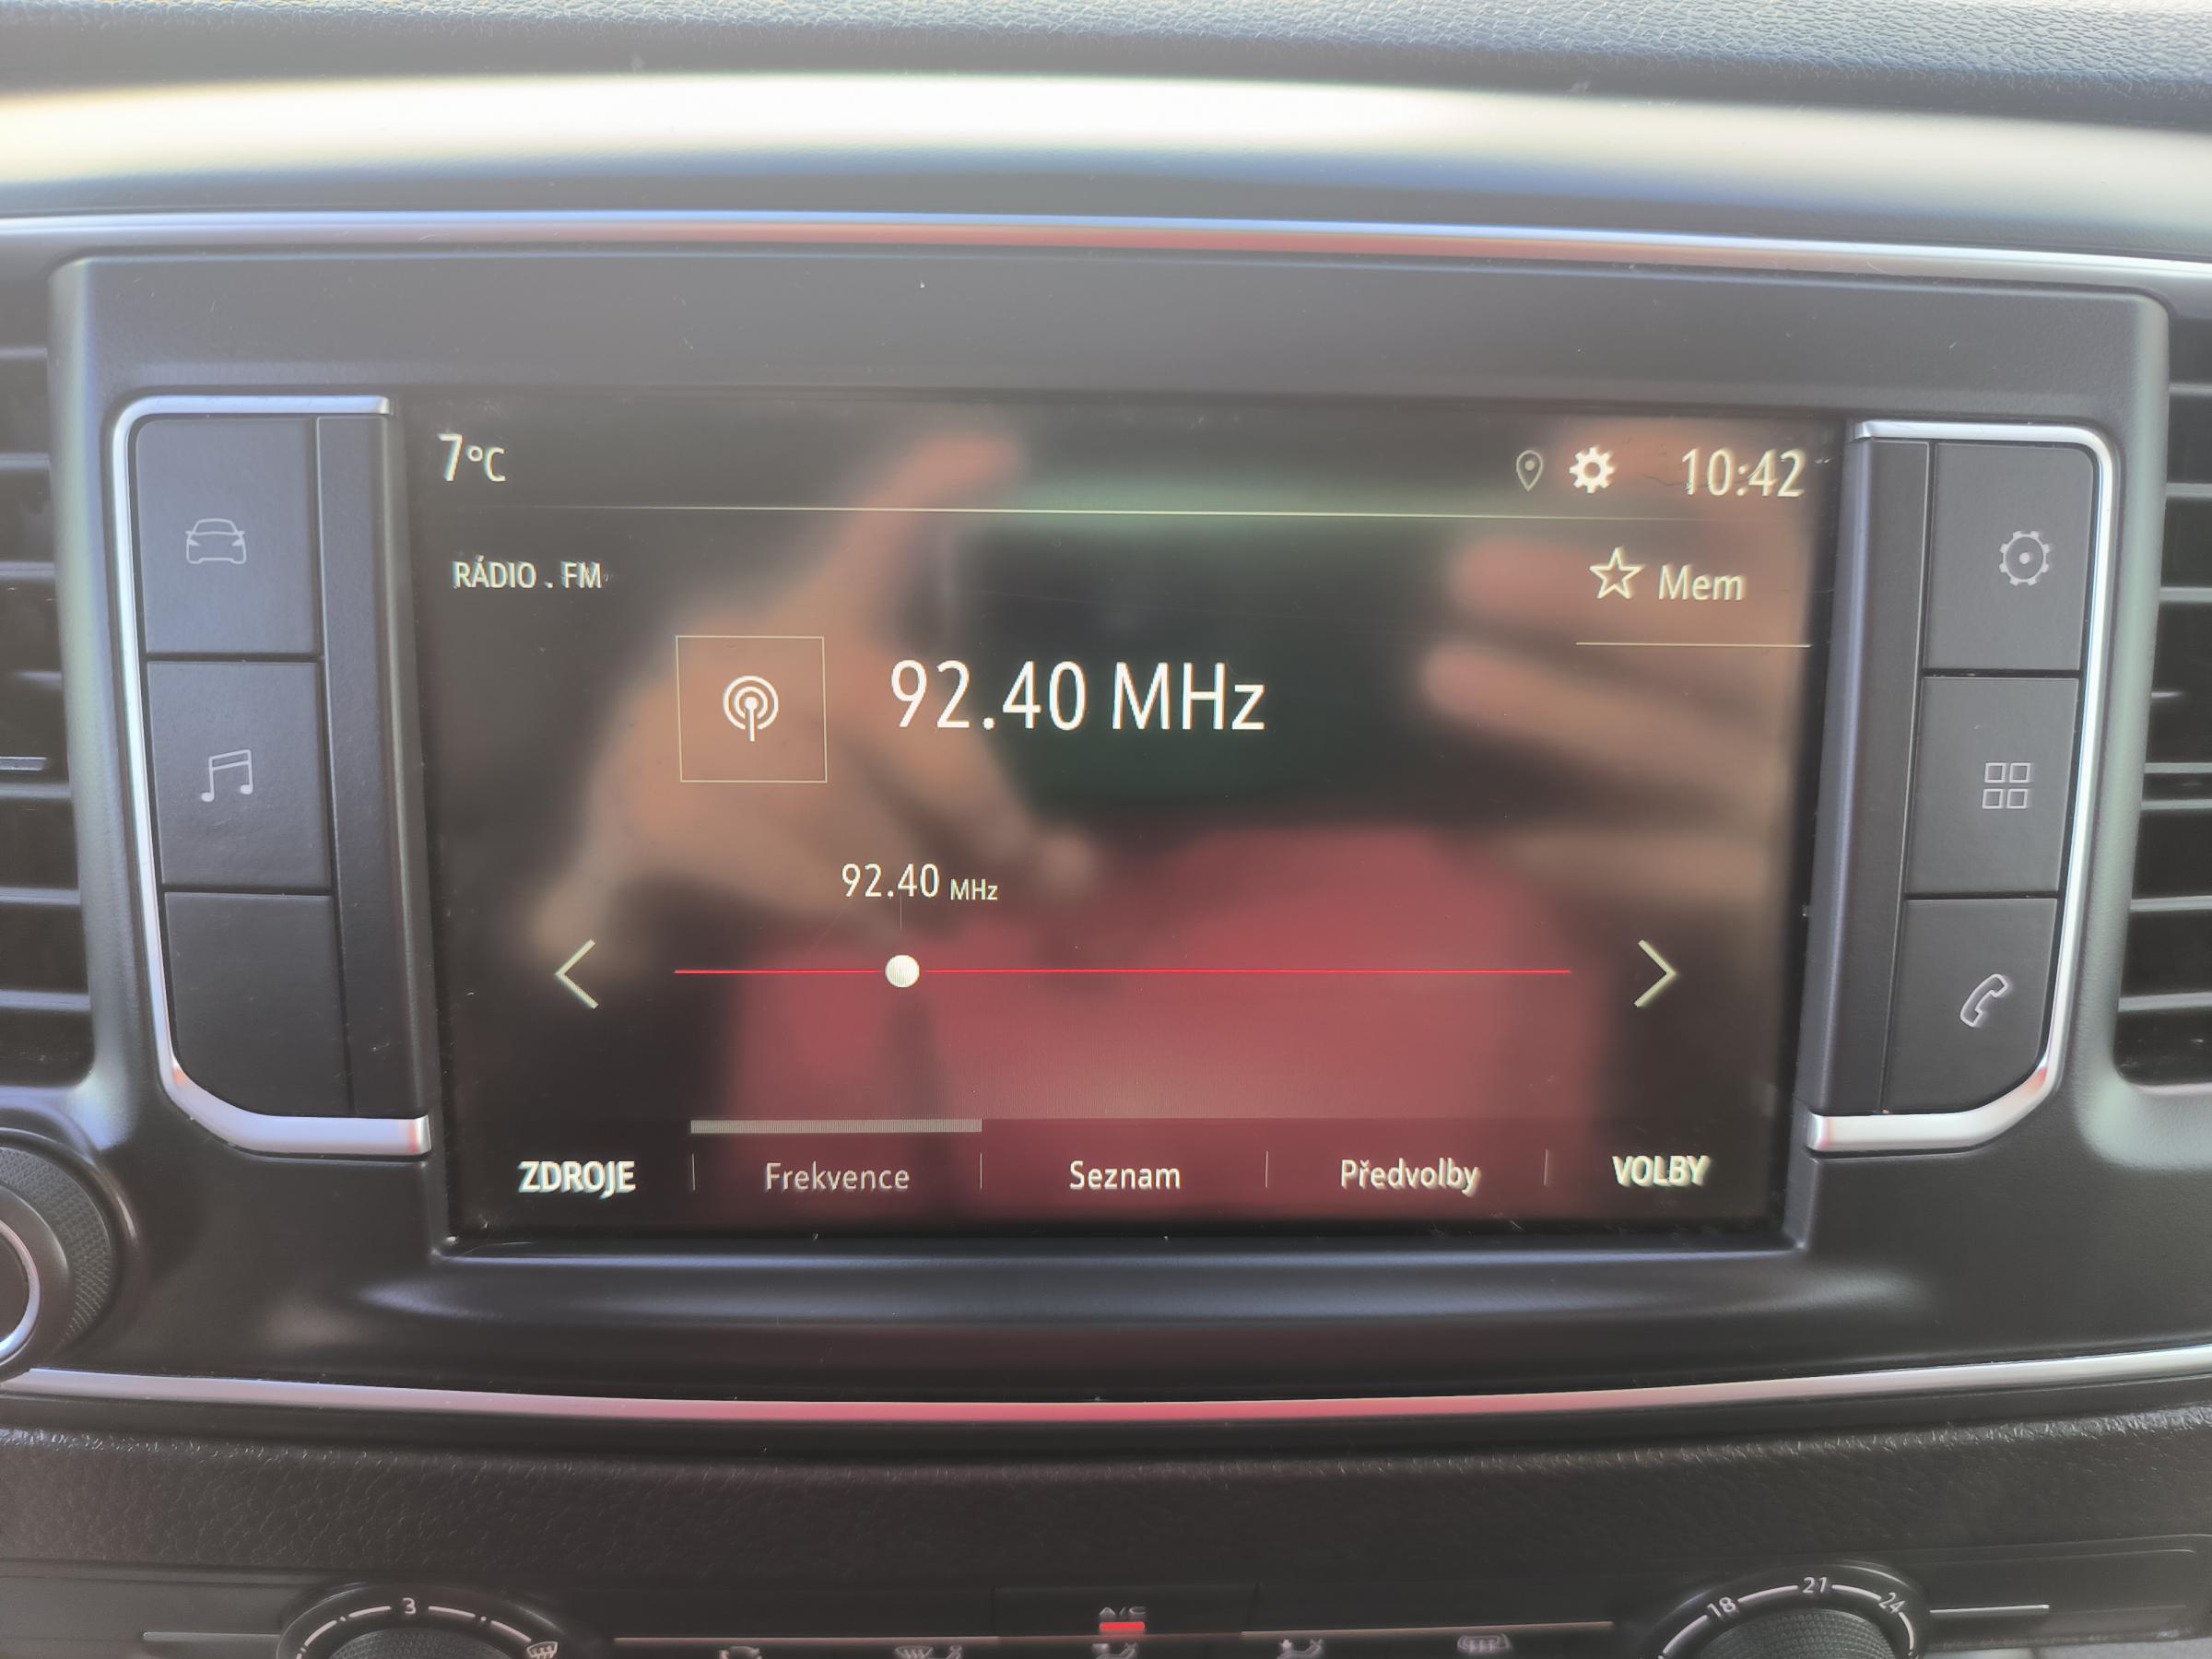 7°C
10:42
RÁDIO . FM
Mem
92.40 MHz
92.40 MHz
ZDROJE
Frekvence
Seznam
Předvolby
VOLBY
3
A/C
18
21
24